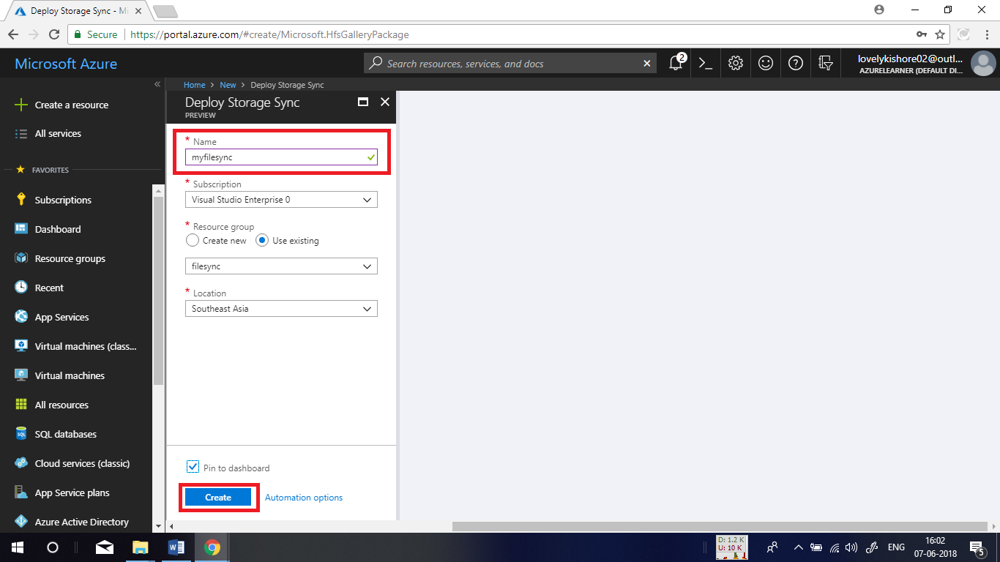 Deploy Storage Sync - Mi
Secure https://portal.azure.com/#create/Microsoft.HfsGalleryPackage
Microsoft Azure
Search resources, services, and docs
2
lovelykishore02@outl...
AZURELEARNER (DEFAULT DI...
Create a resource
All services
FAVORITES
Subscriptions
Dashboard
Resource groups
Recent
App Services
Virtual machines (class...
Virtual machines
All resources
SQL databases
Cloud services (classic)
App Service plans
Azure Active Directory
Home > New > Deploy Storage Sync
Deploy Storage Sync
PREVIEW
* Name
myfilesync
* Subscription
Visual Studio Enterprise 0
* Resource group
Create new Use existing
filesync
* Location
Southeast Asia
Pin to dashboard
Create Automation options
D: 1.2 K
U: 10 K
ENG
16:02
07-06-2018
5